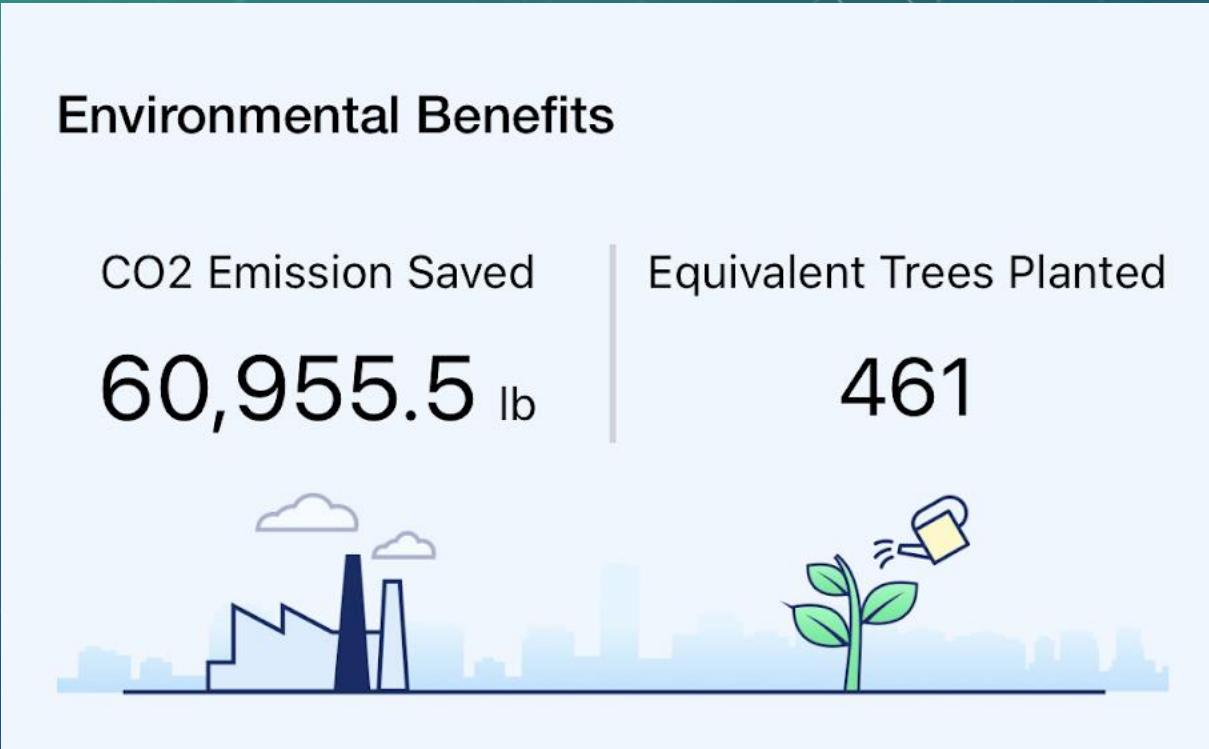 Environmental Benefits
CO2 Emission Saved
60,955.5 lb
Equivalent Trees Planted
461